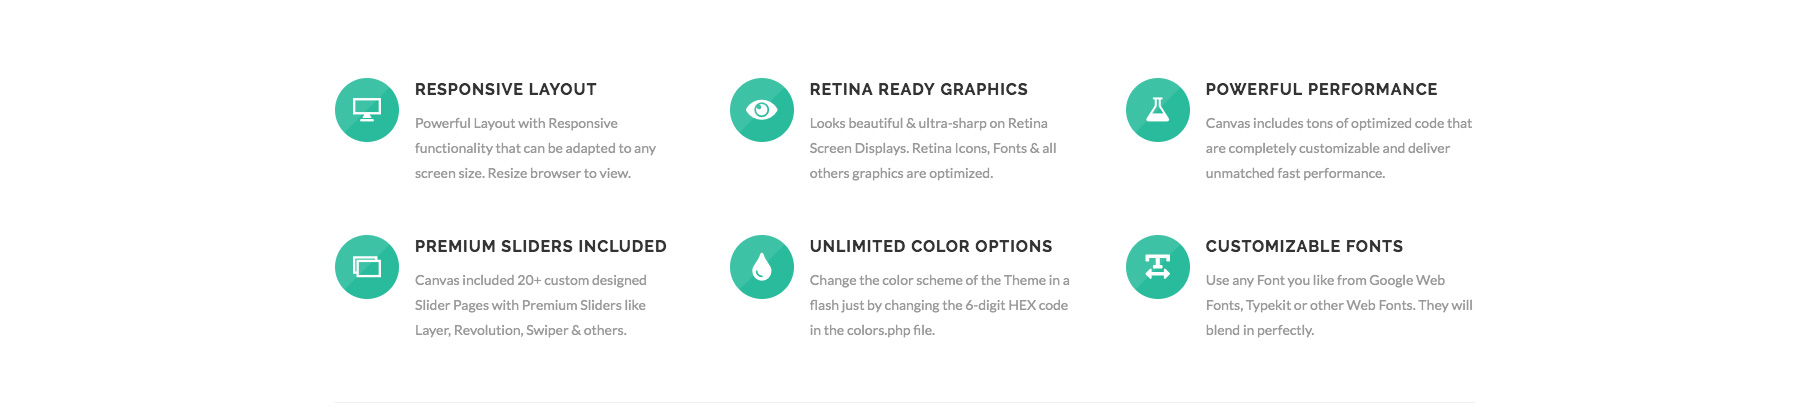 RESPONSIVE LAYOUT
Powerful Layout with Responsive
functionality that can be adapted to any
screen size. Resize browser to view.
RETINA READY GRAPHICS
Looks beautiful & ultra-sharp on Retina
Screen Displays. Retina Icons, Fonts & all
others graphics are optimized.
POWERFUL PERFORMANCE
Canvas includes tons of optimized code that
are completely customizable and deliver
unmatched fast performance.
PREMIUM SLIDERS INCLUDED
Canvas included 20+ custom designed
Slider Pages with Premium Sliders like
Layer, Revolution, Swiper & others.
UNLIMITED COLOR OPTIONS
Change the color scheme of the Theme in a
flash just by changing the 6-digit HEX code
in the colors.php file.
CUSTOMIZABLE FONTS
Use any Font you like from Google Web
Fonts, Typekit or other Web Fonts. They will
blend in perfectly.